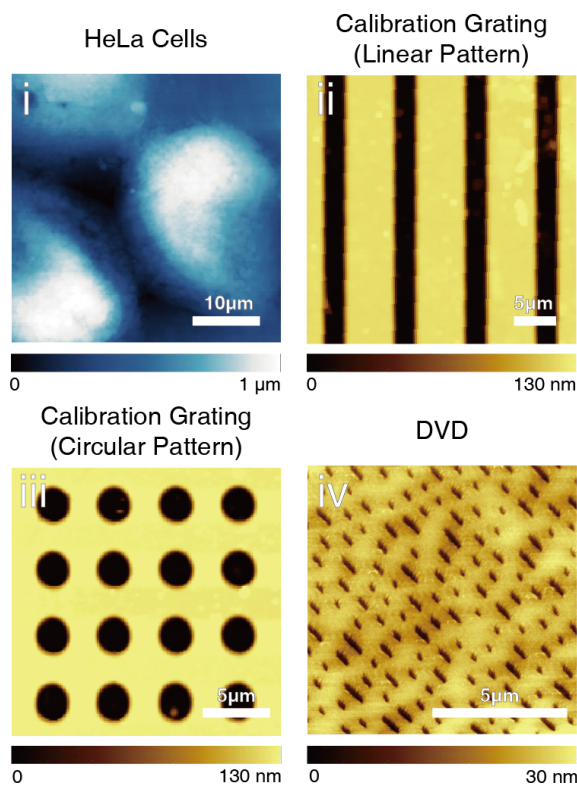 HeLa Cells
Calibration Grating
(Linear Pattern)
i
10μm
ii
5μm
0
1 μm
0
130 nm
Calibration Grating
(Circular Pattern)
DVD
iii
5μm
iv
5μm
0
130 nm
0
30 nm